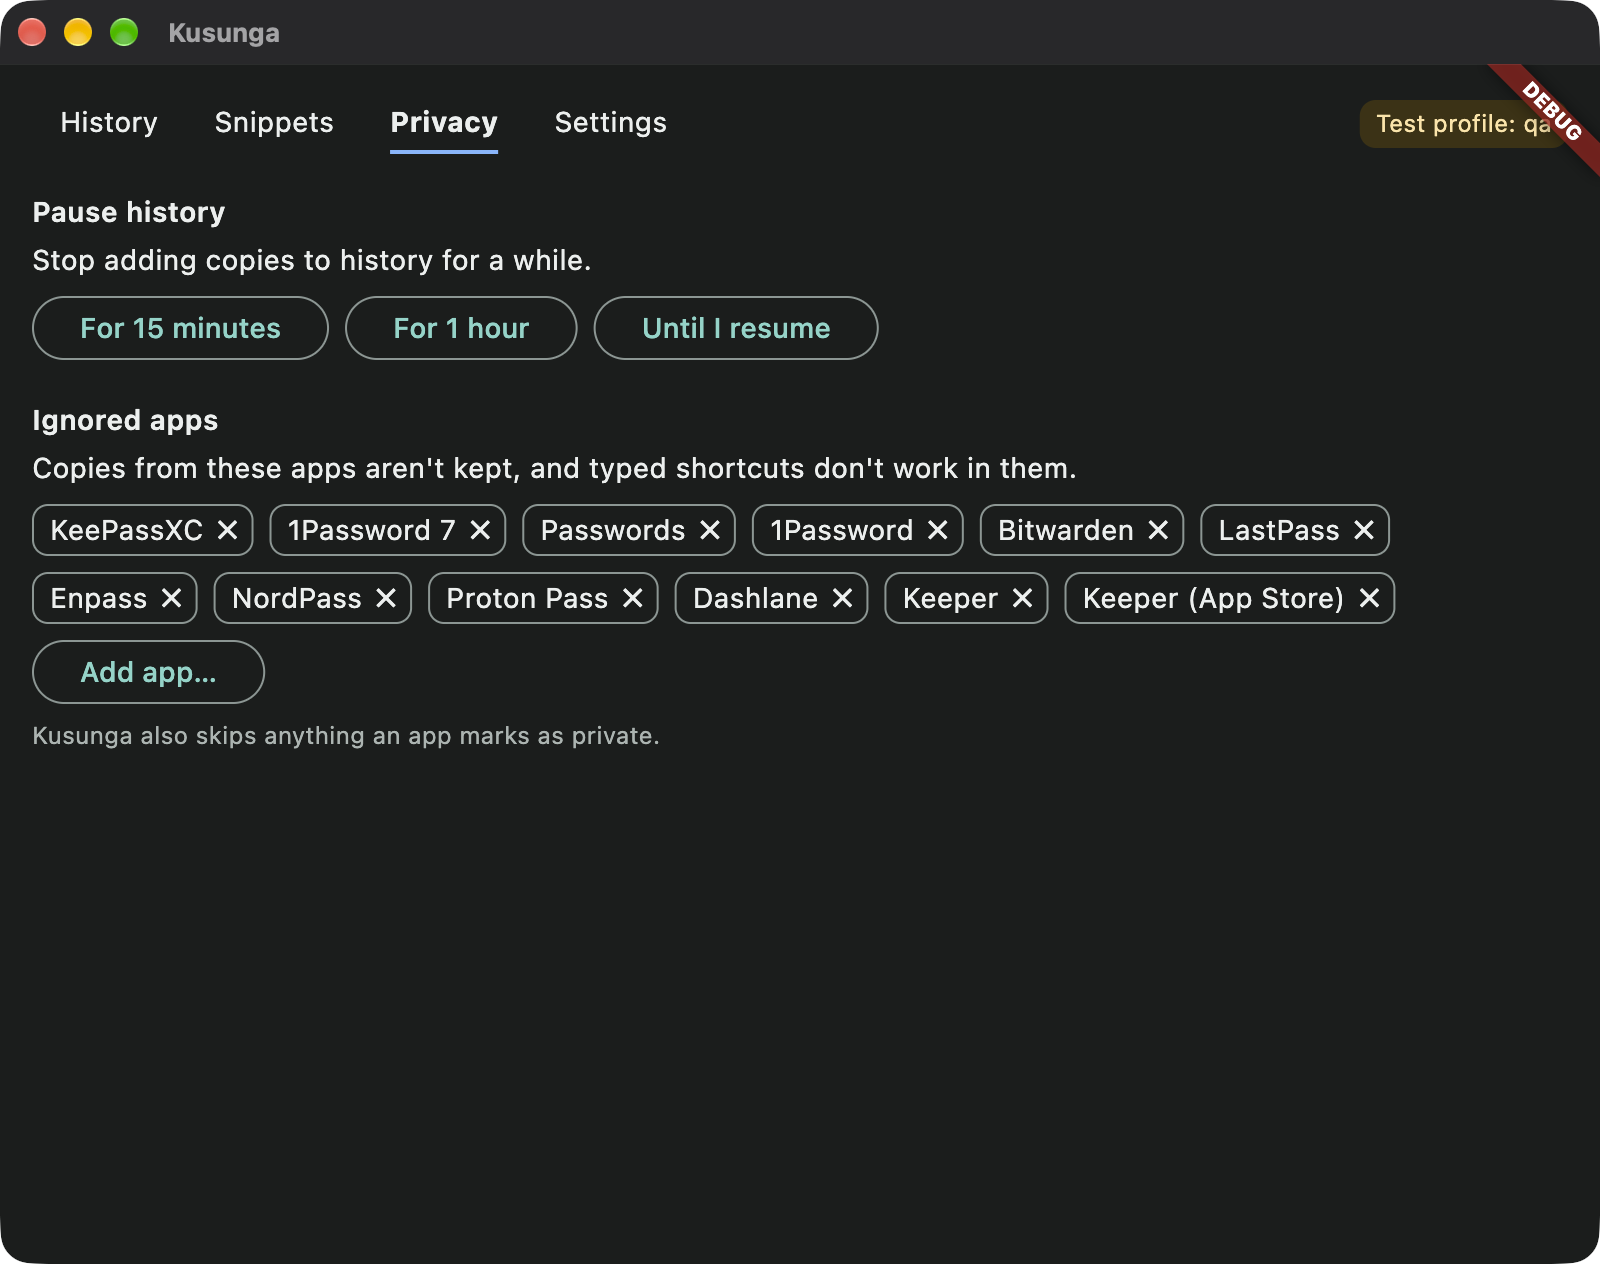 Kusunga
History Snippets Privacy Settings
Test profile: qa
DEBUG
Pause history
Stop adding copies to history for a while.
For 15 minutes For 1 hour Until I resume
Ignored apps
Copies from these apps aren't kept, and typed shortcuts don't work in them.
KeePassXC ✕ 1Password 7 ✕ Passwords ✕ 1Password ✕ Bitwarden ✕ LastPass ✕
Enpass ✕ NordPass ✕ Proton Pass ✕ Dashlane ✕ Keeper ✕ Keeper (App Store) ✕
Add app...
Kusunga also skips anything an app marks as private.